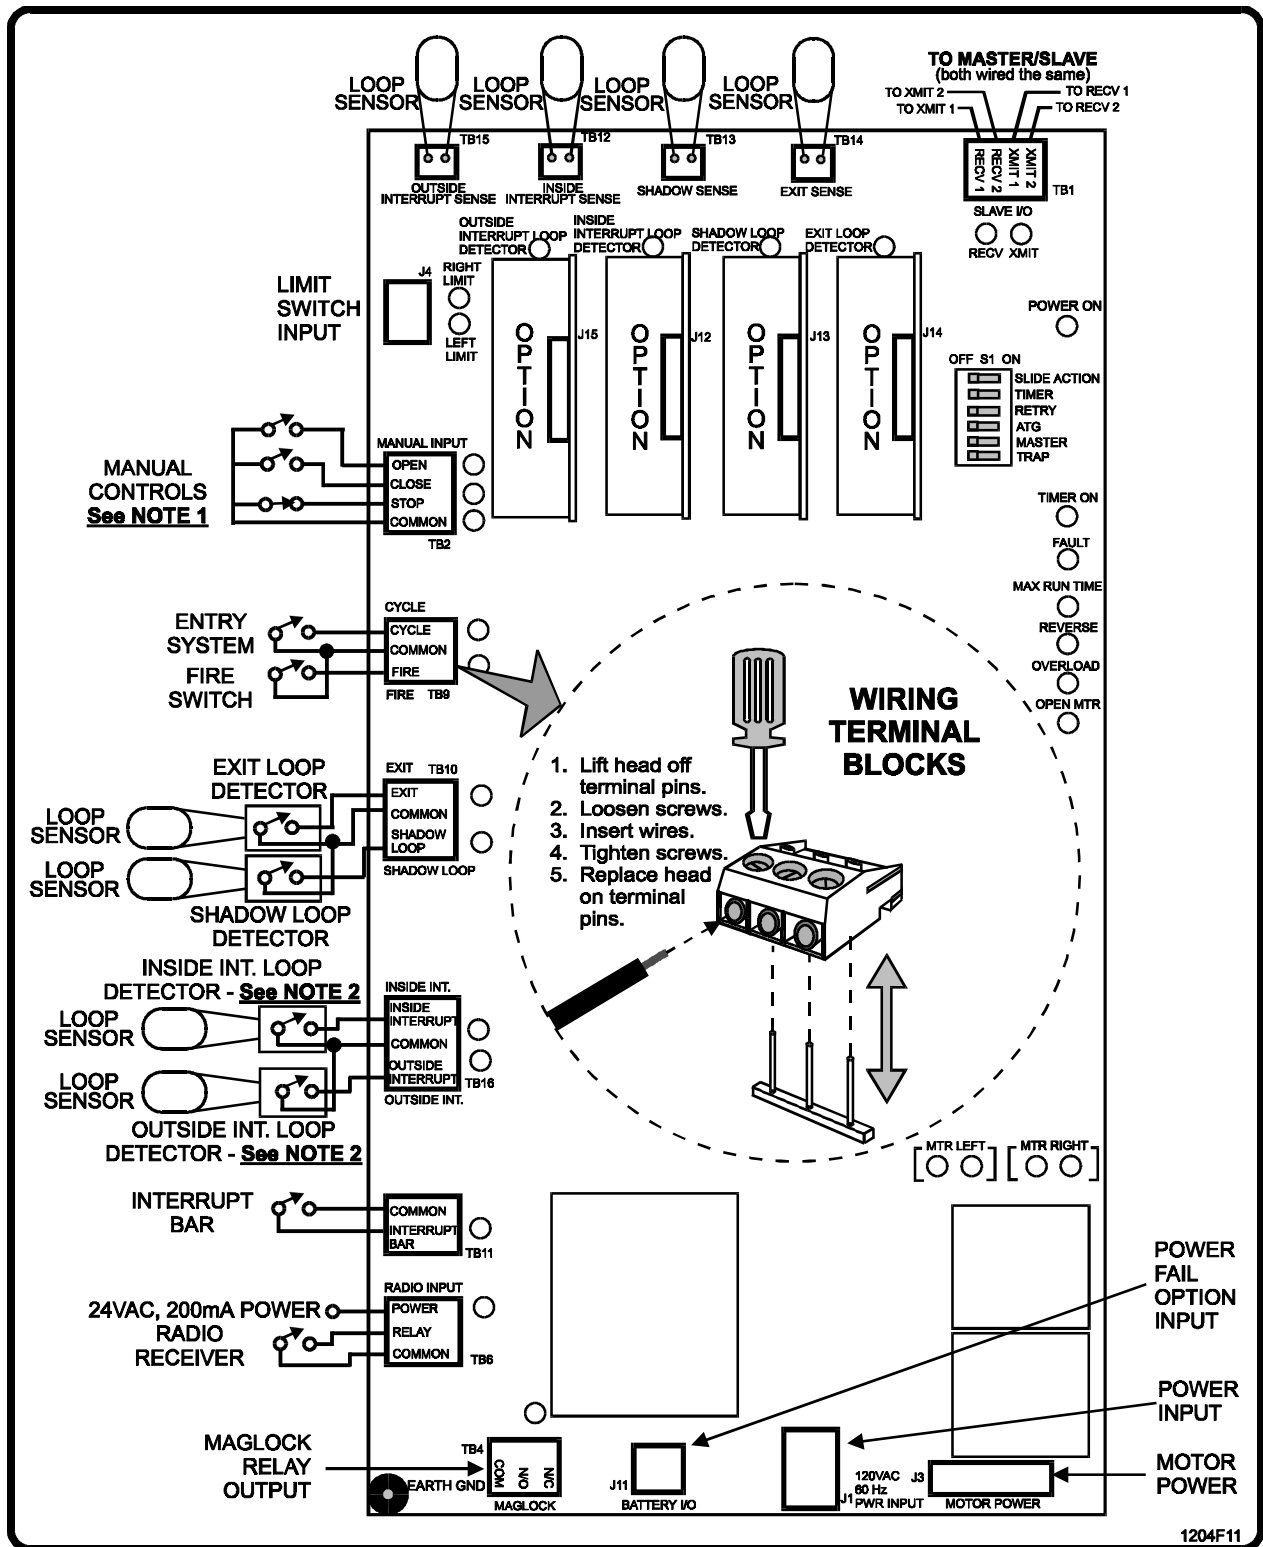 TO MASTER/SLAVE
(both wired the same)
TO XMIT 2
TO RECV 1
TO XMIT 1
TO RECV 2
LOOP
SENSOR
LOOP
SENSOR
LOOP
SENSOR
LOOP
SENSOR
TB15
TB12
TB13
TB14
OUTSIDE
INTERRUPT SENSE
INSIDE
INTERRUPT SENSE
SHADOW SENSE
EXIT SENSE
RECV 1
RECV 2
XMIT 1
XMIT 2
TB1
SLAVE I/O
RECV XMIT
OUTSIDE
INTERRUPT LOOP
DETECTOR
INSIDE
INTERRUPT LOOP
DETECTOR
SHADOW LOOP
DETECTOR
EXIT LOOP
DETECTOR
LIMIT
SWITCH
INPUT
J4
RIGHT
LIMIT
LEFT
LIMIT
OPTION
J15
OPTION
J12
OPTION
J13
OPTION
J14
POWER ON
OFF S1 ON
SLIDE ACTION
TIMER
RETRY
ATG
MASTER
TRAP
MANUAL
CONTROLS
See NOTE 1
MANUAL INPUT
OPEN
CLOSE
STOP
COMMON
TB2
TIMER ON
FAULT
MAX RUN TIME
REVERSE
OVERLOAD
OPEN MTR
ENTRY
SYSTEM
FIRE
SWITCH
CYCLE
CYCLE
COMMON
FIRE
FIRE TB9
WIRING
TERMINAL
BLOCKS
1. Lift head off
terminal pins.
2. Loosen screws.
3. Insert wires.
4. Tighten screws.
5. Replace head
on terminal
pins.
EXIT LOOP
DETECTOR
LOOP
SENSOR
LOOP
SENSOR
SHADOW LOOP
DETECTOR
EXIT TB10
EXIT
COMMON
SHADOW
LOOP
SHADOW LOOP
INSIDE INT. LOOP
DETECTOR - See NOTE 2
LOOP
SENSOR
LOOP
SENSOR
OUTSIDE INT. LOOP
DETECTOR - See NOTE 2
INSIDE INT.
INSIDE
INTERRUPT
COMMON
OUTSIDE
INTERRUPT
TB16
OUTSIDE INT.
MTR LEFT
MTR RIGHT
INTERRUPT
BAR
COMMON
INTERRUPT
BAR
TB11
24VAC, 200mA POWER
RADIO
RECEIVER
RADIO INPUT
POWER
RELAY
COMMON
TB6
POWER
FAIL
OPTION
INPUT
POWER
INPUT
MOTOR
POWER
MAGLOCK
RELAY
OUTPUT
EARTH GND
TB4
COM
N/O
N/C
MAGLOCK
J11
BATTERY I/O
J1
120VAC
60 Hz
PWR INPUT
J3
MOTOR POWER
1204F11